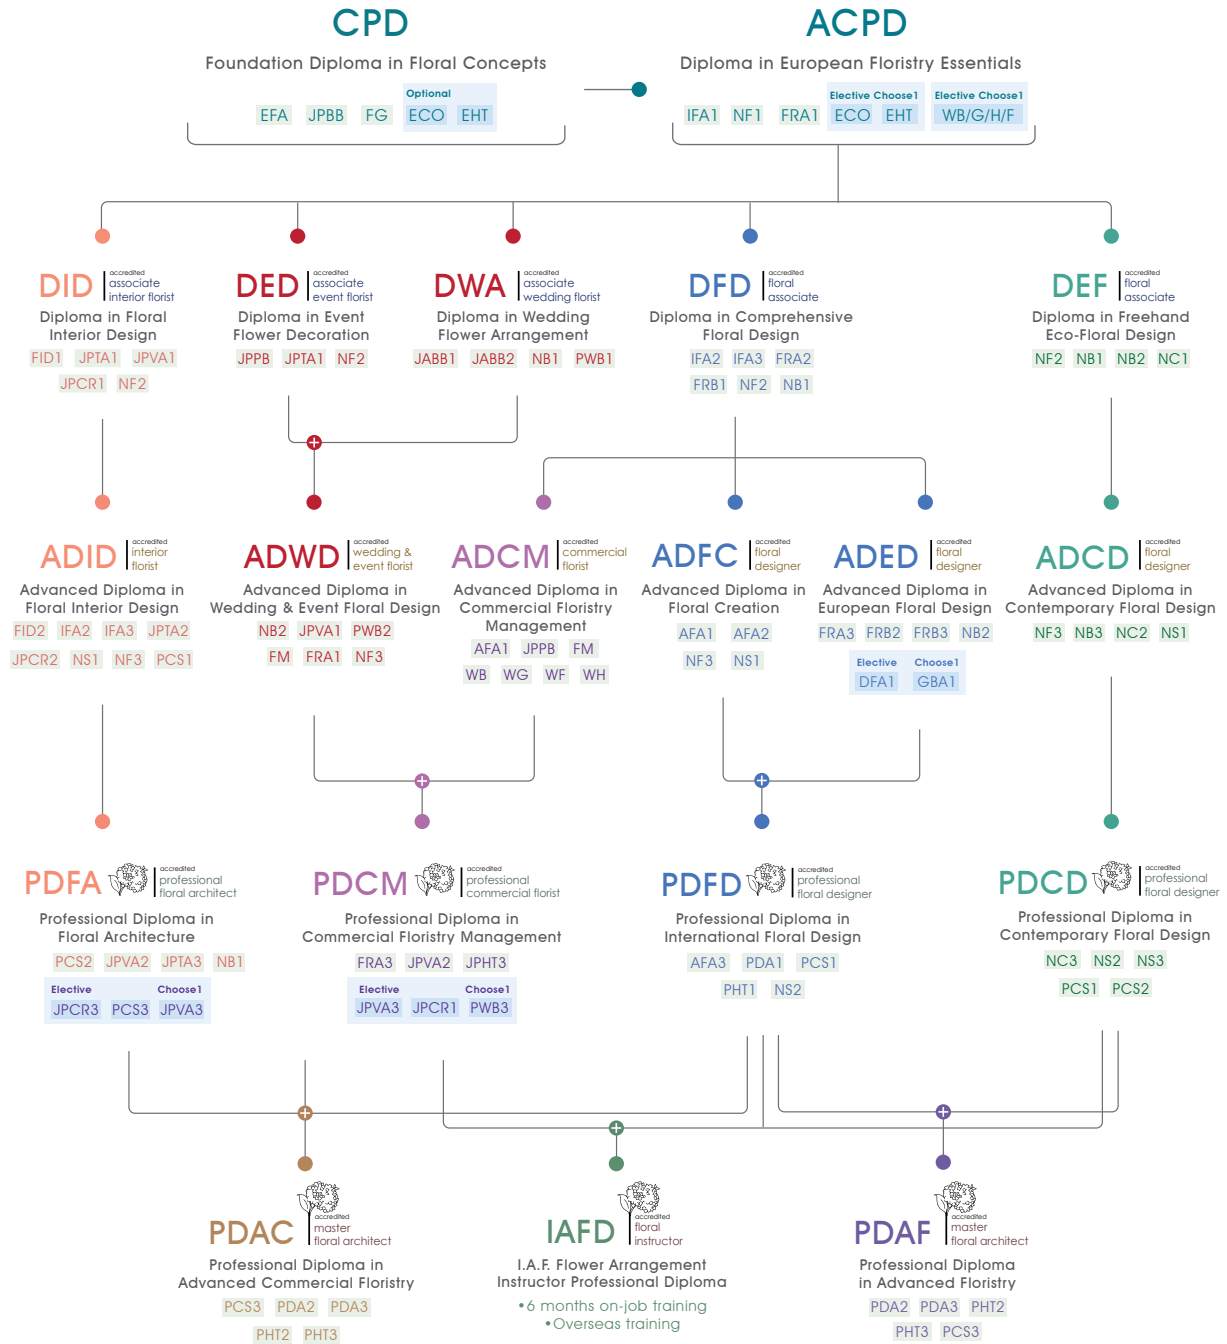 CPD
Foundation Diploma in Floral Concepts
Optional
EFA JPBB FG ECO EHT
ACPD
Diploma in European Floristry Essentials
Elective Choose1 Elective Choose1
IFA1 NF1 FRA1 ECO EHT WB/G/H/F
DID
accredited
associate
interior florist
Diploma in Floral
Interior Design
FID1 JPTA1 JPVA1
JPCR1 NF2
DED
accredited
associate
event florist
Diploma in Event
Flower Decoration
JPPB JPTA1 NF2
DWA
accredited
associate
wedding florist
Diploma in Wedding
Flower Arrangement
JABB1 JABB2 NB1 PWB1
DFD
accredited
floral
associate
Diploma in Comprehensive
Floral Design
IFA2 IFA3 FRA2
FRB1 NF2 NB1
DEF
accredited
floral
associate
Diploma in Freehand
Eco-Floral Design
NF2 NB1 NB2 NC1
ADID
accredited
interior
florist
Advanced Diploma in
Floral Interior Design
FID2 IFA2 IFA3 JPTA2
JPCR2 NS1 NF3 PCS1
ADWD
accredited
wedding &
event florist
Advanced Diploma in
Wedding & Event Floral Design
NB2 JPVA1 PWB2
FM FRA1 NF3
ADCM
accredited
commercial
florist
Advanced Diploma in
Commercial Floristry
Management
AFA1 JPPB FM
WB WG WF WH
ADFC
accredited
floral
designer
Advanced Diploma in
Floral Creation
AFA1 AFA2
NF3 NS1
ADED
accredited
floral
designer
Advanced Diploma in
European Floral Design
FRA3 FRB2 FRB3 NB2
Elective Choose1
DFA1 GBA1
ADCD
accredited
floral
designer
Advanced Diploma in
Contemporary Floral Design
NF3 NB3 NC2 NS1
PDFA
accredited
professional
floral architect
Professional Diploma in
Floral Architecture
PCS2 JPVA2 JPTA3 NB1
Elective Choose1
JPCR3 PCS3 JPVA3
PDCM
accredited
professional
commercial florist
Professional Diploma in
Commercial Floristry Management
FRA3 JPVA2 JPHT3
Elective Choose1
JPVA3 JPCR1 PWB3
PDFD
accredited
professional
floral designer
Professional Diploma in
International Floral Design
AFA3 PDA1 PCS1
PHT1 NS2
PDCD
accredited
professional
floral designer
Professional Diploma in
Contemporary Floral Design
NC3 NS2 NS3
PCS1 PCS2
PDAC
accredited
master
floral architect
Professional Diploma in
Advanced Commercial Floristry
PCS3 PDA2 PDA3
PHT2 PHT3
IAFD
accredited
floral
instructor
I.A.F. Flower Arrangement
Instructor Professional Diploma
•6 months on-job training
•Overseas training
PDAF
accredited
master
floral architect
Professional Diploma
in Advanced Floristry
PDA2 PDA3 PHT2
PHT3 PCS3